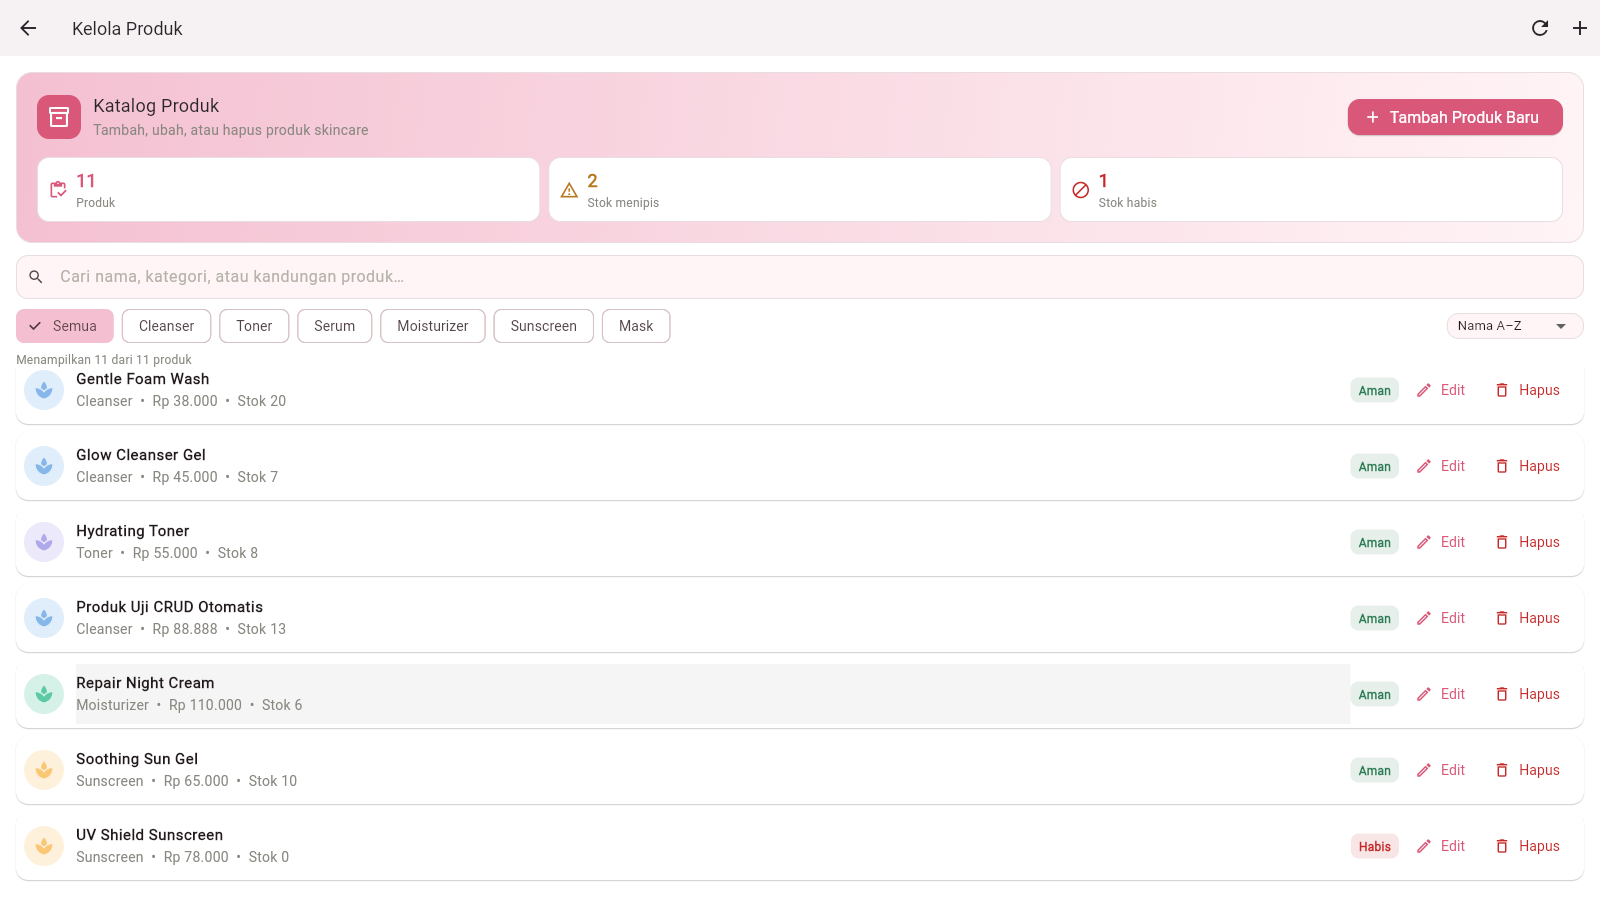 Kelola Produk
Katalog Produk
Tambah, ubah, atau hapus produk skincare
Tambah Produk Baru
11
Produk
2
Stok menipis
1
Stok habis
Cari nama, kategori, atau kandungan produk...
Semua
Cleanser
Toner
Serum
Moisturizer
Sunscreen
Mask
Nama A–Z
Menampilkan 11 dari 11 produk
Gentle Foam Wash
Cleanser • Rp 38.000 • Stok 20
Aman
Edit
Hapus
Glow Cleanser Gel
Cleanser • Rp 45.000 • Stok 7
Aman
Edit
Hapus
Hydrating Toner
Toner • Rp 55.000 • Stok 8
Aman
Edit
Hapus
Produk Uji CRUD Otomatis
Cleanser • Rp 88.888 • Stok 13
Aman
Edit
Hapus
Repair Night Cream
Moisturizer • Rp 110.000 • Stok 6
Aman
Edit
Hapus
Soothing Sun Gel
Sunscreen • Rp 65.000 • Stok 10
Aman
Edit
Hapus
UV Shield Sunscreen
Sunscreen • Rp 78.000 • Stok 0
Habis
Edit
Hapus